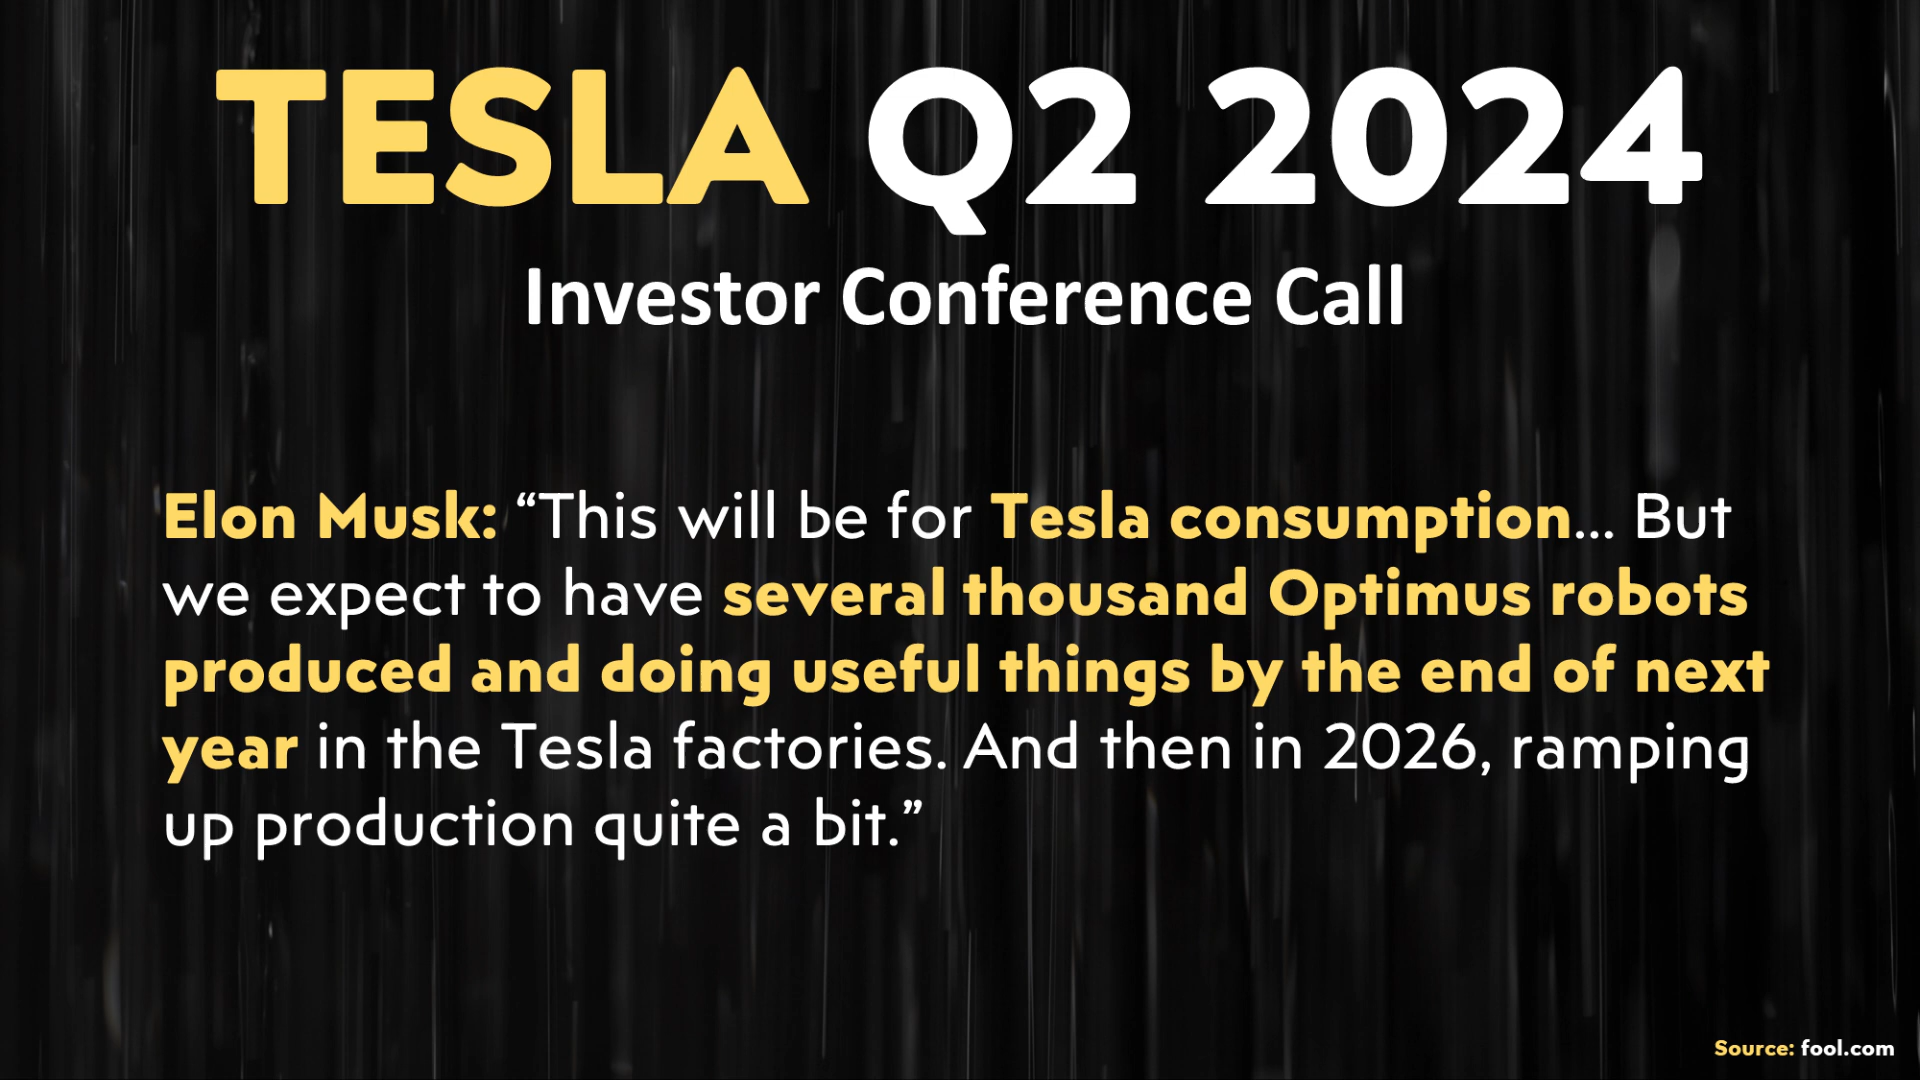 TESLA Q2 2024
Investor Conference Call
Elon Musk: “This will be for Tesla consumption... But
we expect to have several thousand Optimus robots
produced and doing useful things by the end of next
year in the Tesla factories. And then in 2026, ramping
up production quite a bit.”
Source: fool.com